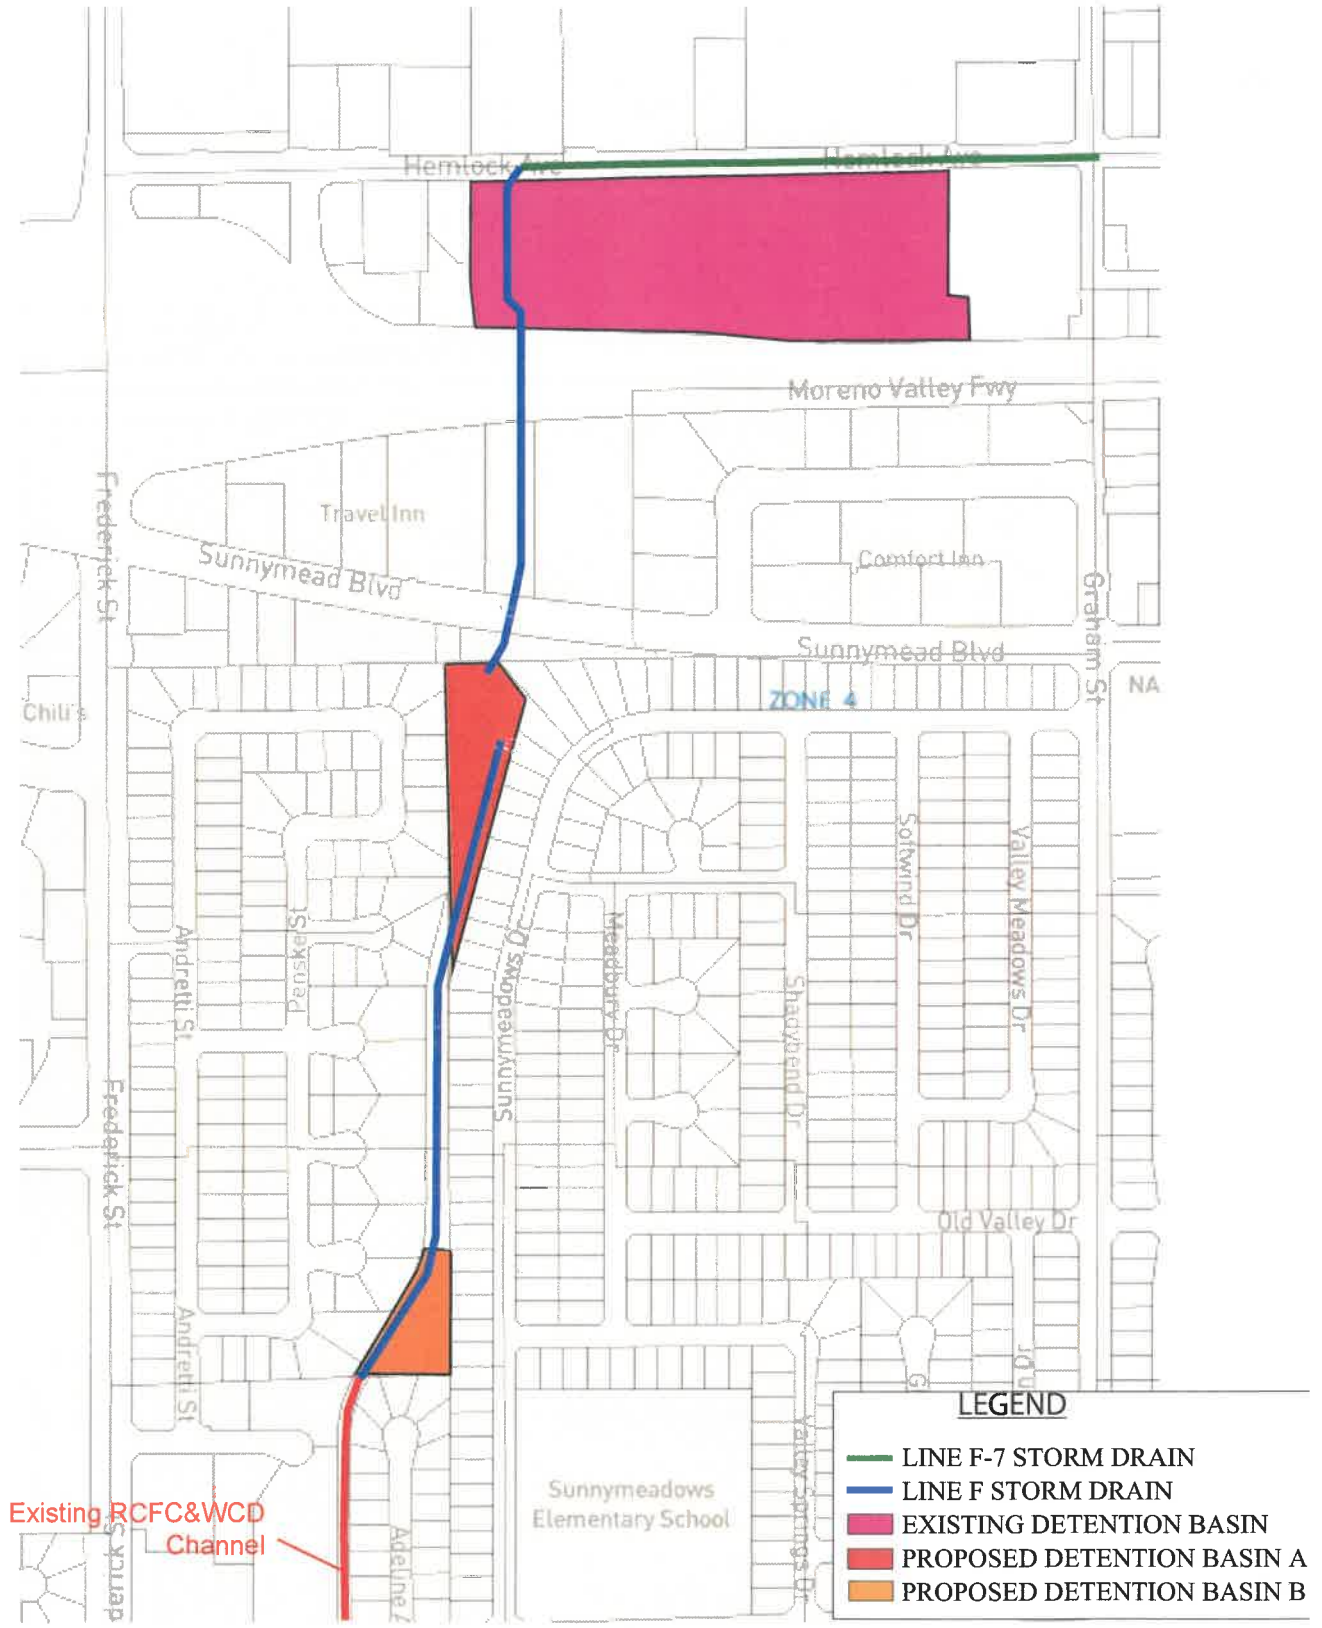 Hemlock Ave
Hemlock Ave
Moreno Valley Fwy
Frederick St
Travel Inn
Comfort Inn
Sunnymead Blvd
Graham St
Sunnymead Blvd
NA
ZONE 4
Chili's
Softwind Dr
Valley Meadows Dr
Andretti St
Penske St
Sunnymeadows Dr
Meadbury Dr
Shadybend Dr
Frederick St
Old Valley Dr
Andretti St
G
LEGEND
LINE F-7 STORM DRAIN
LINE F STORM DRAIN
EXISTING DETENTION BASIN
PROPOSED DETENTION BASIN A
PROPOSED DETENTION BASIN B
Valley Springs Dr
Sunnymeadows
Elementary School
Existing RCFC&WCD
Channel
Adeline